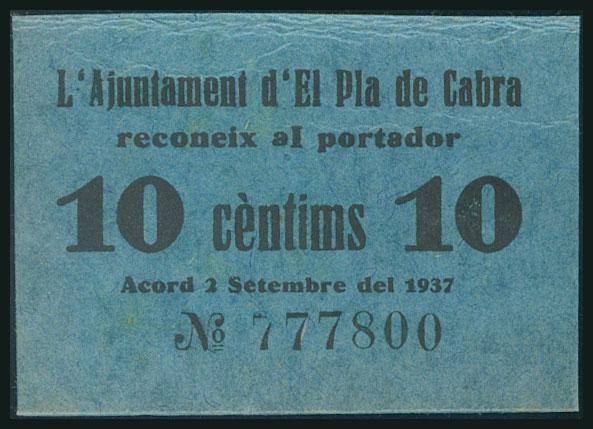 L'Ajuntament d'El Pla de Cabra
reconeix al portador
10 cèntims 10
Acord 2 Setembre del 1937
Nº 777800